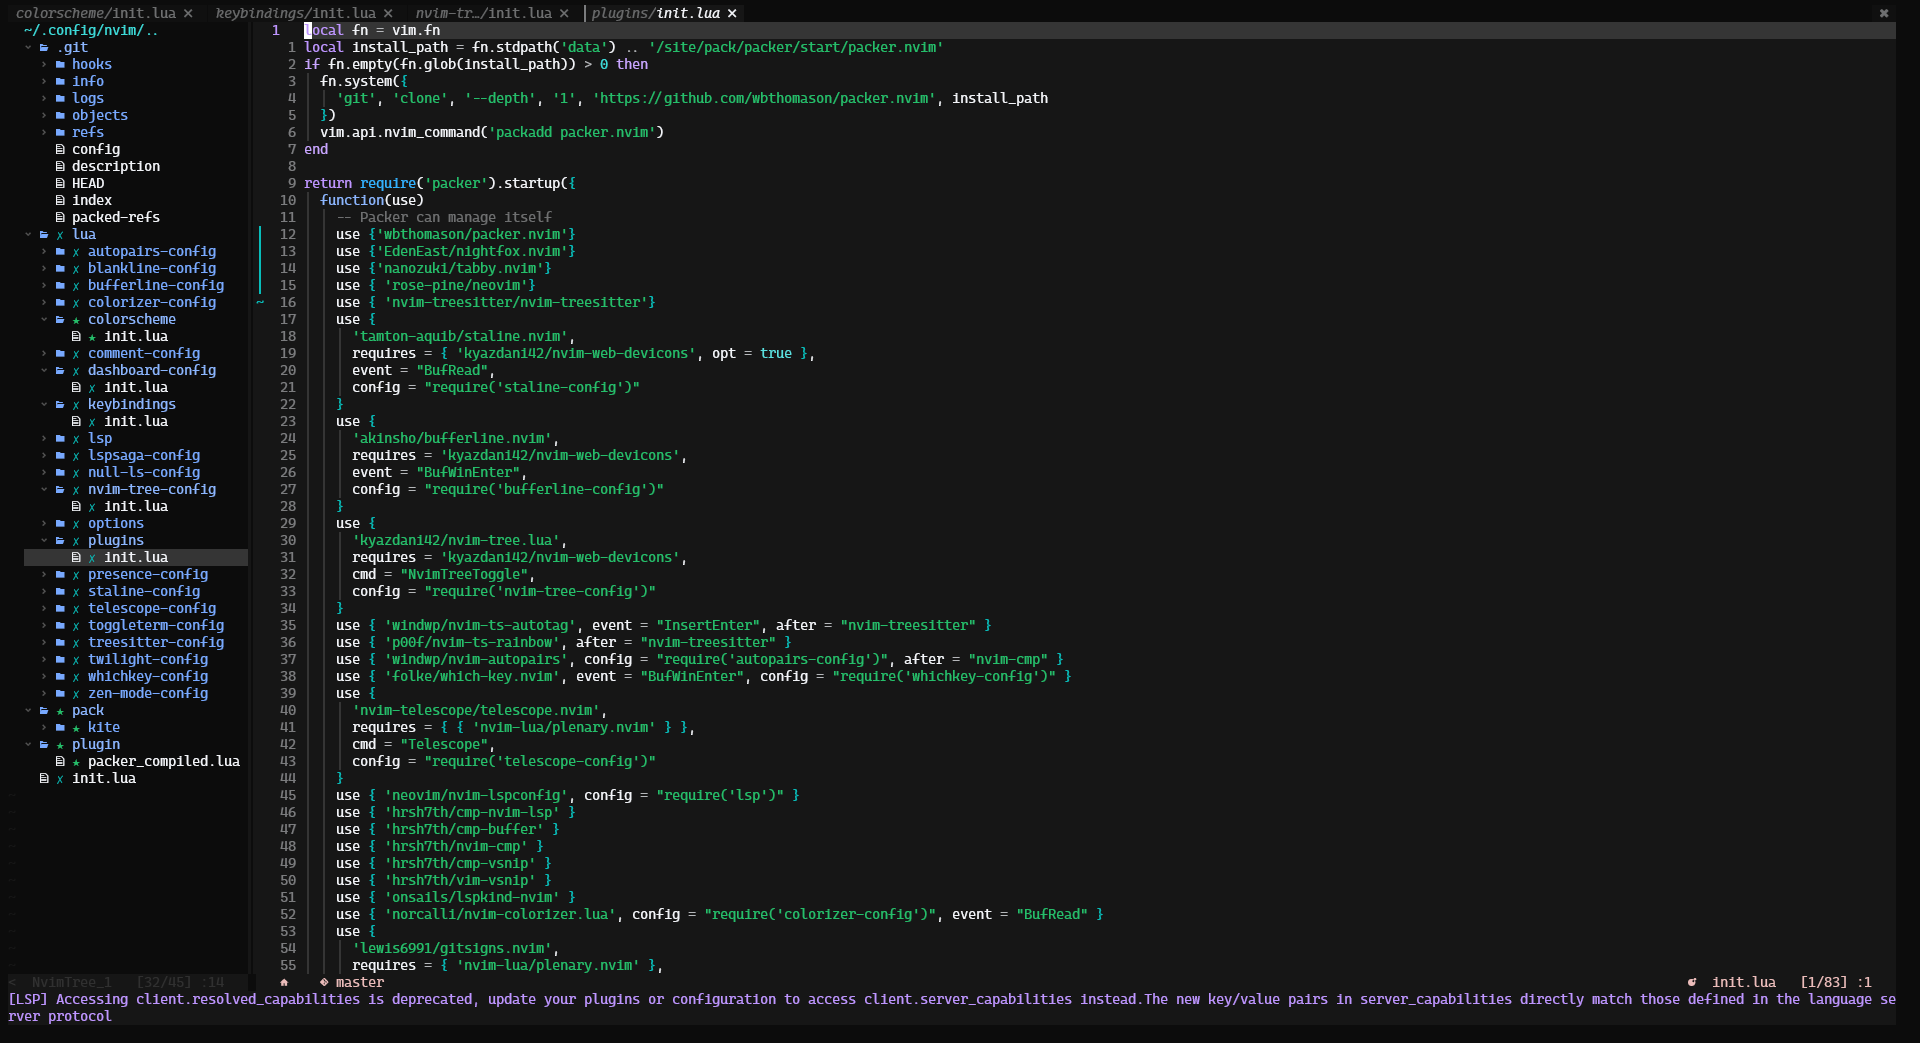 colorscheme/init.lua × keybindings/init.lua × nvim-tr…/init.lua × plugins/init.lua ×
~/.config/nvim/..
.git
hooks
info
logs
objects
refs
config
description
HEAD
index
packed-refs
lua
autopairs-config
blankline-config
bufferline-config
colorizer-config
colorscheme
init.lua
comment-config
dashboard-config
init.lua
keybindings
init.lua
lsp
lspsaga-config
null-ls-config
nvim-tree-config
init.lua
options
plugins
init.lua
presence-config
staline-config
telescope-config
toggleterm-config
treesitter-config
twilight-config
whichkey-config
zen-mode-config
pack
kite
plugin
packer_compiled.lua
init.lua
1 local fn = vim.fn
1 local install_path = fn.stdpath('data') .. '/site/pack/packer/start/packer.nvim'
2 if fn.empty(fn.glob(install_path)) > 0 then
3 fn.system({
4 'git', 'clone', '--depth', '1', 'https://github.com/wbthomason/packer.nvim', install_path
5 })
6 vim.api.nvim_command('packadd packer.nvim')
7 end
8
9 return require('packer').startup({
10 function(use)
11 -- Packer can manage itself
12 use {'wbthomason/packer.nvim'}
13 use {'EdenEast/nightfox.nvim'}
14 use {'nanozuki/tabby.nvim'}
15 use { 'rose-pine/neovim'}
~ 16 use { 'nvim-treesitter/nvim-treesitter'}
17 use {
18 'tamton-aquib/staline.nvim',
19 requires = { 'kyazdani42/nvim-web-devicons', opt = true },
20 event = "BufRead",
21 config = "require('staline-config')"
22 }
23 use {
24 'akinsho/bufferline.nvim',
25 requires = 'kyazdani42/nvim-web-devicons',
26 event = "BufWinEnter",
27 config = "require('bufferline-config')"
28 }
29 use {
30 'kyazdani42/nvim-tree.lua',
31 requires = 'kyazdani42/nvim-web-devicons',
32 cmd = "NvimTreeToggle",
33 config = "require('nvim-tree-config')"
34 }
35 use { 'windwp/nvim-ts-autotag', event = "InsertEnter", after = "nvim-treesitter" }
36 use { 'p00f/nvim-ts-rainbow', after = "nvim-treesitter" }
37 use { 'windwp/nvim-autopairs', config = "require('autopairs-config')", after = "nvim-cmp" }
38 use { 'folke/which-key.nvim', event = "BufWinEnter", config = "require('whichkey-config')" }
39 use {
40 'nvim-telescope/telescope.nvim',
41 requires = { { 'nvim-lua/plenary.nvim' } },
42 cmd = "Telescope",
43 config = "require('telescope-config')"
44 }
45 use { 'neovim/nvim-lspconfig', config = "require('lsp')" }
46 use { 'hrsh7th/cmp-nvim-lsp' }
47 use { 'hrsh7th/cmp-buffer' }
48 use { 'hrsh7th/nvim-cmp' }
49 use { 'hrsh7th/cmp-vsnip' }
50 use { 'hrsh7th/vim-vsnip' }
51 use { 'onsails/lspkind-nvim' }
52 use { 'norcalli/nvim-colorizer.lua', config = "require('colorizer-config')", event = "BufRead" }
53 use {
54 'lewis6991/gitsigns.nvim',
55 requires = { 'nvim-lua/plenary.nvim' },
< NvimTree_1 [32/45] :14 master init.lua [1/83] :1
[LSP] Accessing client.resolved_capabilities is deprecated, update your plugins or configuration to access client.server_capabilities instead.The new key/value pairs in server_capabilities directly match those defined in the language se
rver protocol